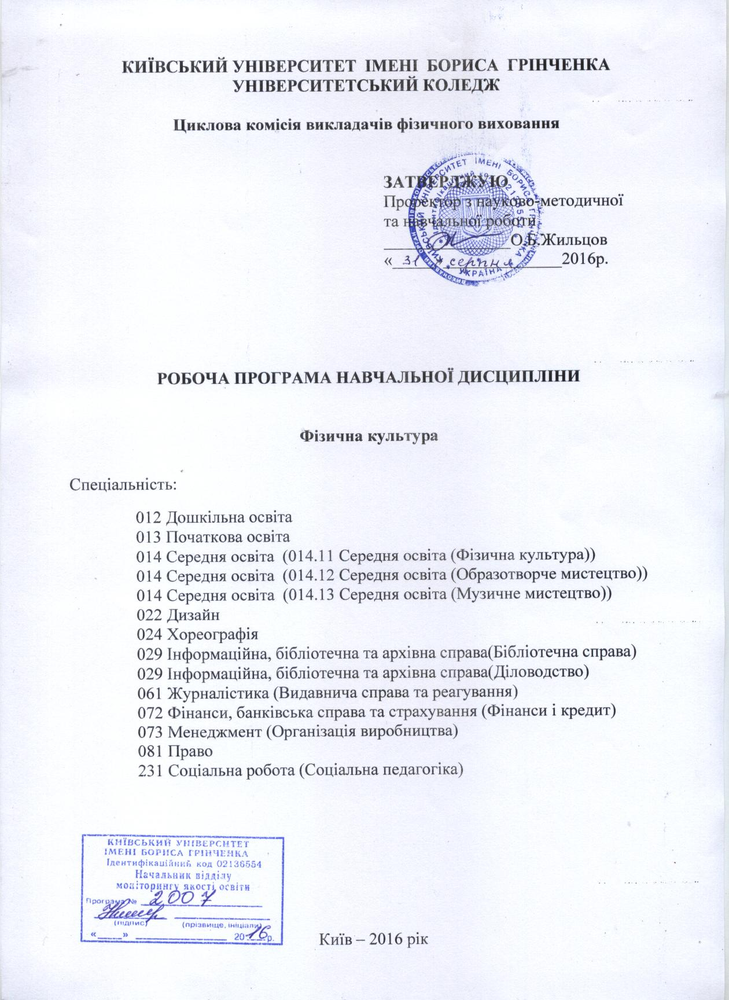 КИЇВСЬКИЙ УНІВЕРСИТЕТ ІМЕНІ БОРИСА ГРІНЧЕНКА
УНІВЕРСИТЕТСЬКИЙ КОЛЕДЖ
Циклова комісія викладачів фізичного виховання
ЗАТВЕРДЖУЮ
Проректор з науково-методичної
та навчальної роботи
О.Б.Жильцов
«31» серпня 2016р.
КИЇВСЬКИЙ УНІВЕРСИТЕТ ІМЕНІ БОРИСА ГРІНЧЕНКА
УКРАЇНА
РОБОЧА ПРОГРАМА НАВЧАЛЬНОЇ ДИСЦИПЛІНИ
Фізична культура
Спеціальність:
012 Дошкільна освіта
013 Початкова освіта
014 Середня освіта (014.11 Середня освіта (Фізична культура))
014 Середня освіта (014.12 Середня освіта (Образотворче мистецтво))
014 Середня освіта (014.13 Середня освіта (Музичне мистецтво))
022 Дизайн
024 Хореографія
029 Інформаційна, бібліотечна та архівна справа(Бібліотечна справа)
029 Інформаційна, бібліотечна та архівна справа(Діловодство)
061 Журналістика (Видавнича справа та реагування)
072 Фінанси, банківська справа та страхування (Фінанси і кредит)
073 Менеджмент (Організація виробництва)
081 Право
231 Соціальна робота (Соціальна педагогіка)
КИЇВСЬКИЙ УНІВЕРСИТЕТ
ІМЕНІ БОРИСА ГРІНЧЕНКА
Ідентифікаційний код 02136554
Начальник відділу
моніторингу якості освіти
Програма № 2007
(підпис) (прізвище, ініціали)
«____» ____________ 2016р.
Київ – 2016 рік